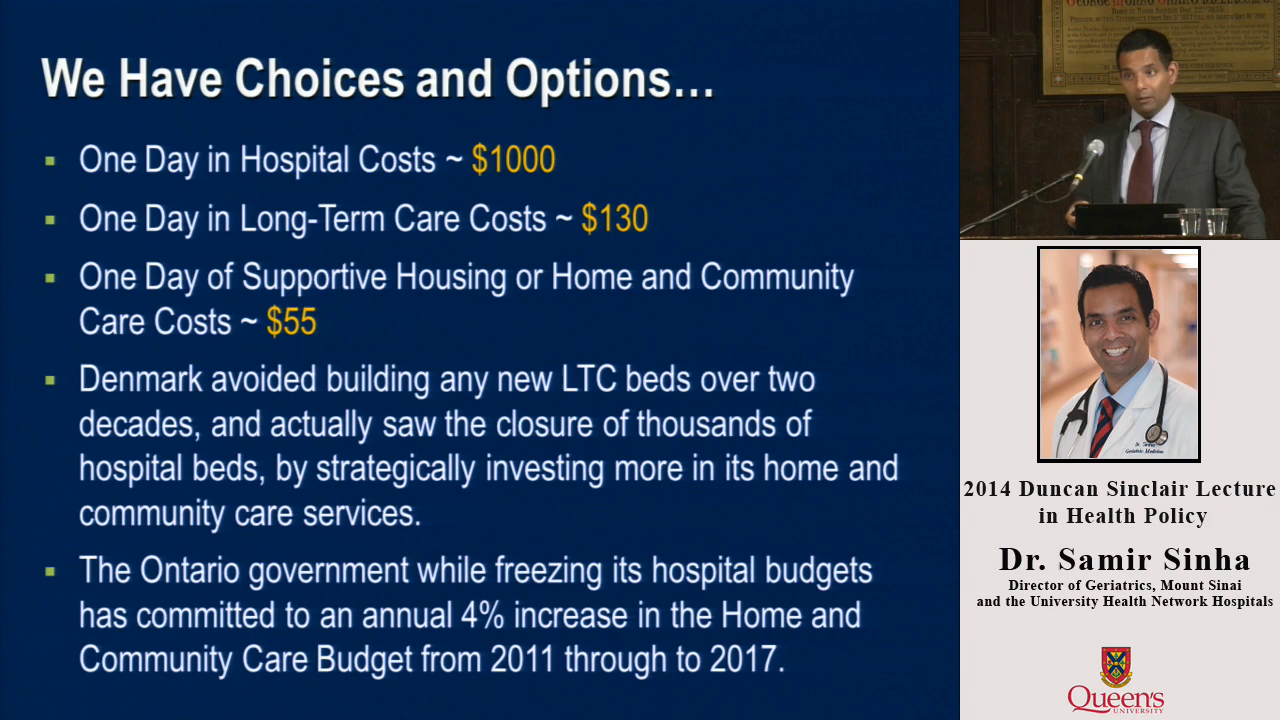 We Have Choices and Options...
▪ One Day in Hospital Costs ~ $1000
▪ One Day in Long-Term Care Costs ~ $130
▪ One Day of Supportive Housing or Home and Community
Care Costs ~ $55
▪ Denmark avoided building any new LTC beds over two
decades, and actually saw the closure of thousands of
hospital beds, by strategically investing more in its home and
community care services.
▪ The Ontario government while freezing its hospital budgets
has committed to an annual 4% increase in the Home and
Community Care Budget from 2011 through to 2017.
Dr. Sinha
Geriatric Medicine
2014 Duncan Sinclair Lecture
in Health Policy
Dr. Samir Sinha
Director of Geriatrics, Mount Sinai
and the University Health Network Hospitals
Queen's
UNIVERSITY